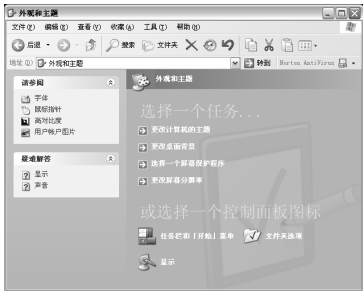 外观和主题
文件(F) 编辑(E) 查看(V) 收藏(A) 工具(T) 帮助(H)
后退 搜索 文件夹
地址(D) 外观和主题 转到 Norton AntiVirus
请参阅
字体
鼠标指针
高对比度
用户帐户图片
疑难解答
显示
声音
外观和主题
选择一个任务...
更改计算机的主题
更改桌面背景
选择一个屏幕保护程序
更改屏幕分辨率
或选择一个控制面板图标
任务栏和「开始」菜单 文件夹选项
显示